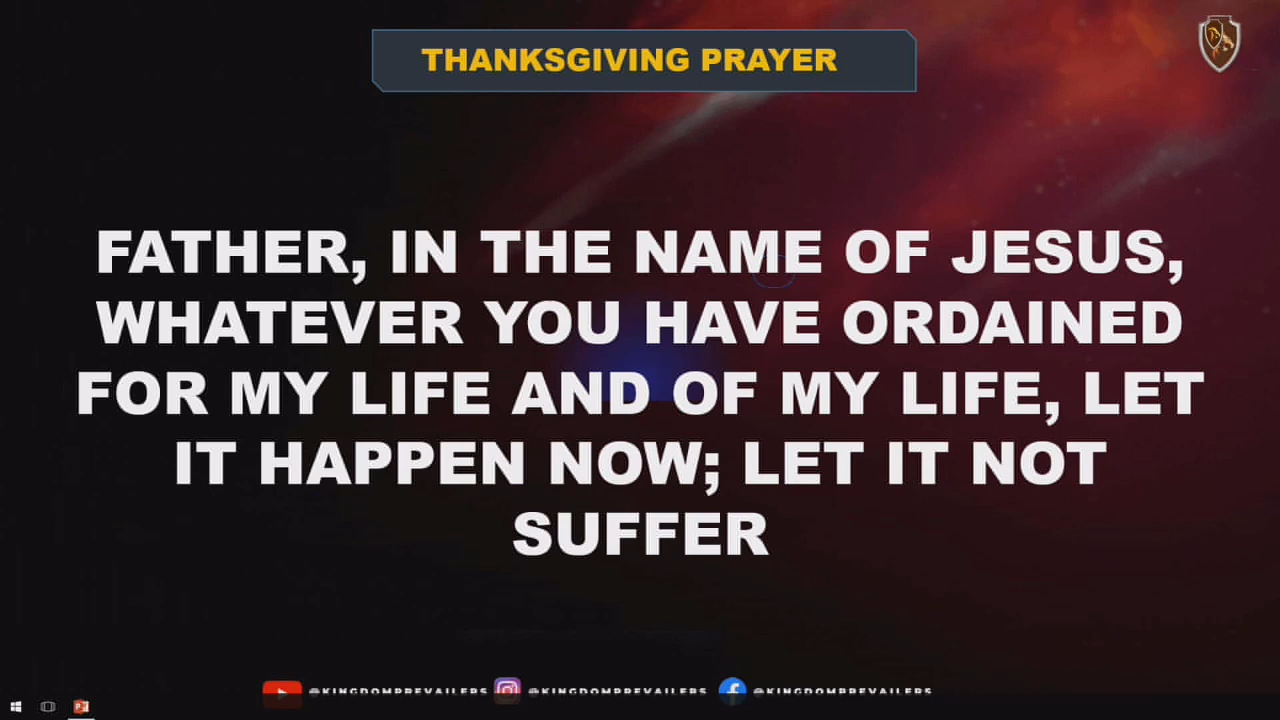 THANKSGIVING PRAYER
FATHER, IN THE NAME OF JESUS,
WHATEVER YOU HAVE ORDAINED
FOR MY LIFE AND OF MY LIFE, LET
IT HAPPEN NOW; LET IT NOT
SUFFER
@KINGDOMPREVAILERS @KINGDOMPREVAILERS @KINGDOMPREVAILERS